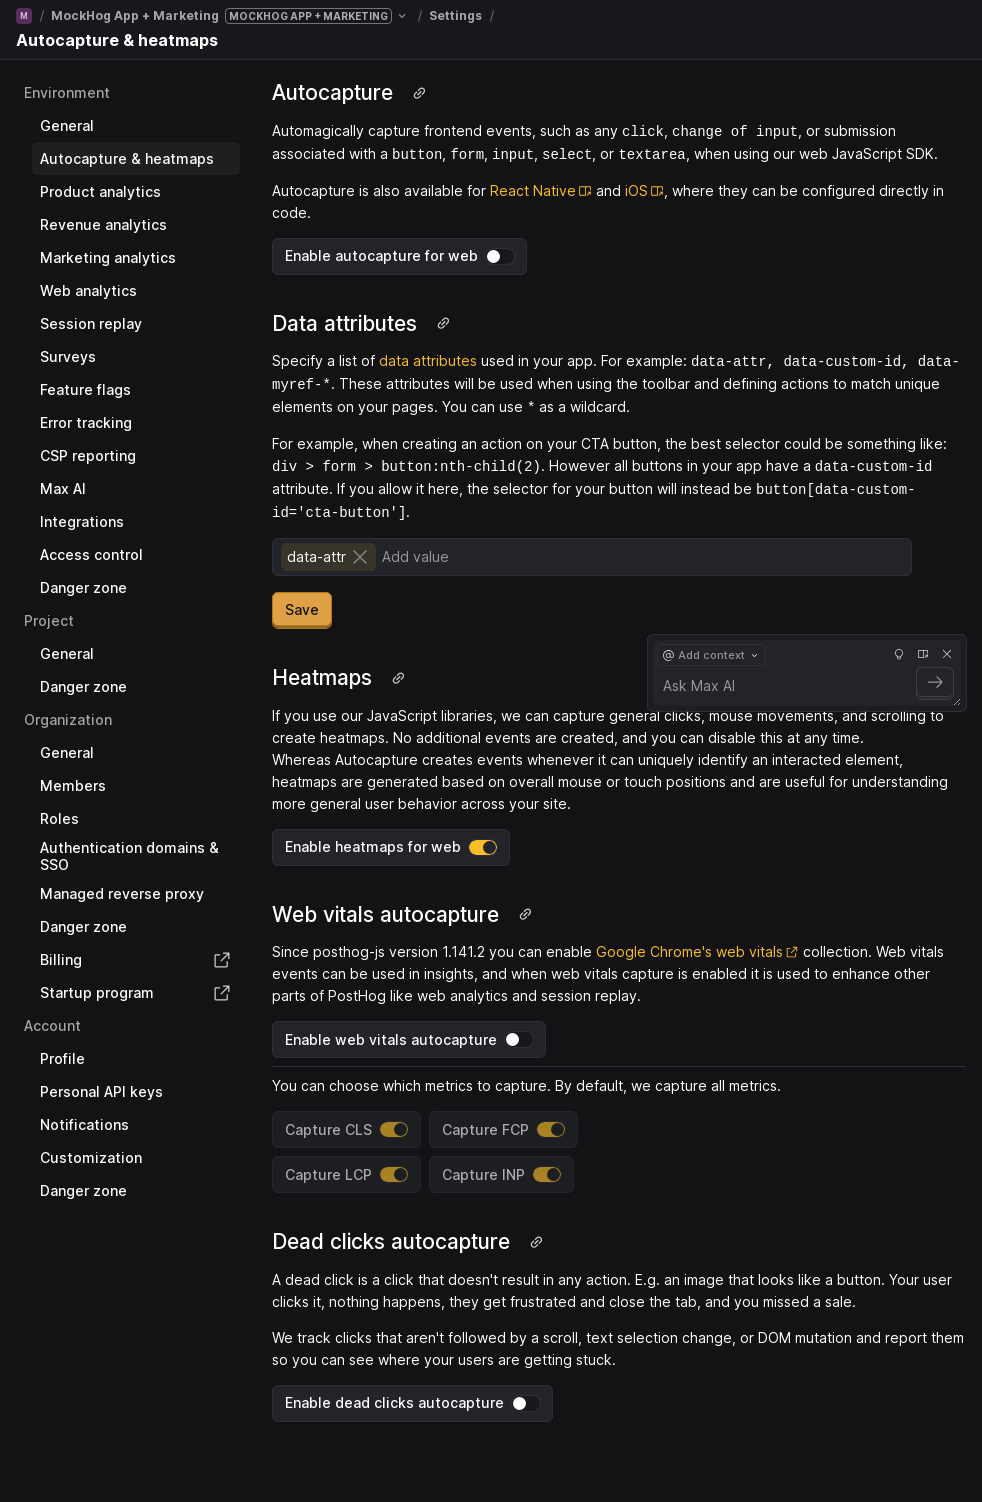 M / MockHog App + Marketing MOCKHOG APP + MARKETING / Settings /
Autocapture & heatmaps
Environment
General
Autocapture & heatmaps
Product analytics
Revenue analytics
Marketing analytics
Web analytics
Session replay
Surveys
Feature flags
Error tracking
CSP reporting
Max AI
Integrations
Access control
Danger zone
Project
General
Danger zone
Organization
General
Members
Roles
Authentication domains &
SSO
Managed reverse proxy
Danger zone
Billing
Startup program
Account
Profile
Personal API keys
Notifications
Customization
Danger zone
Autocapture
Automagically capture frontend events, such as any click, change of input, or submission
associated with a button, form, input, select, or textarea, when using our web JavaScript SDK.
Autocapture is also available for React Native and iOS, where they can be configured directly in
code.
Enable autocapture for web
Data attributes
Specify a list of data attributes used in your app. For example: data-attr, data-custom-id, data-
myref-*. These attributes will be used when using the toolbar and defining actions to match unique
elements on your pages. You can use * as a wildcard.
For example, when creating an action on your CTA button, the best selector could be something like:
div > form > button:nth-child(2). However all buttons in your app have a data-custom-id
attribute. If you allow it here, the selector for your button will instead be button[data-custom-
id='cta-button'].
data-attr Add value
Save
@ Add context
Ask Max AI
Heatmaps
If you use our JavaScript libraries, we can capture general clicks, mouse movements, and scrolling to
create heatmaps. No additional events are created, and you can disable this at any time.
Whereas Autocapture creates events whenever it can uniquely identify an interacted element,
heatmaps are generated based on overall mouse or touch positions and are useful for understanding
more general user behavior across your site.
Enable heatmaps for web
Web vitals autocapture
Since posthog-js version 1.141.2 you can enable Google Chrome's web vitals collection. Web vitals
events can be used in insights, and when web vitals capture is enabled it is used to enhance other
parts of PostHog like web analytics and session replay.
Enable web vitals autocapture
You can choose which metrics to capture. By default, we capture all metrics.
Capture CLS Capture FCP
Capture LCP Capture INP
Dead clicks autocapture
A dead click is a click that doesn't result in any action. E.g. an image that looks like a button. Your user
clicks it, nothing happens, they get frustrated and close the tab, and you missed a sale.
We track clicks that aren't followed by a scroll, text selection change, or DOM mutation and report them
so you can see where your users are getting stuck.
Enable dead clicks autocapture